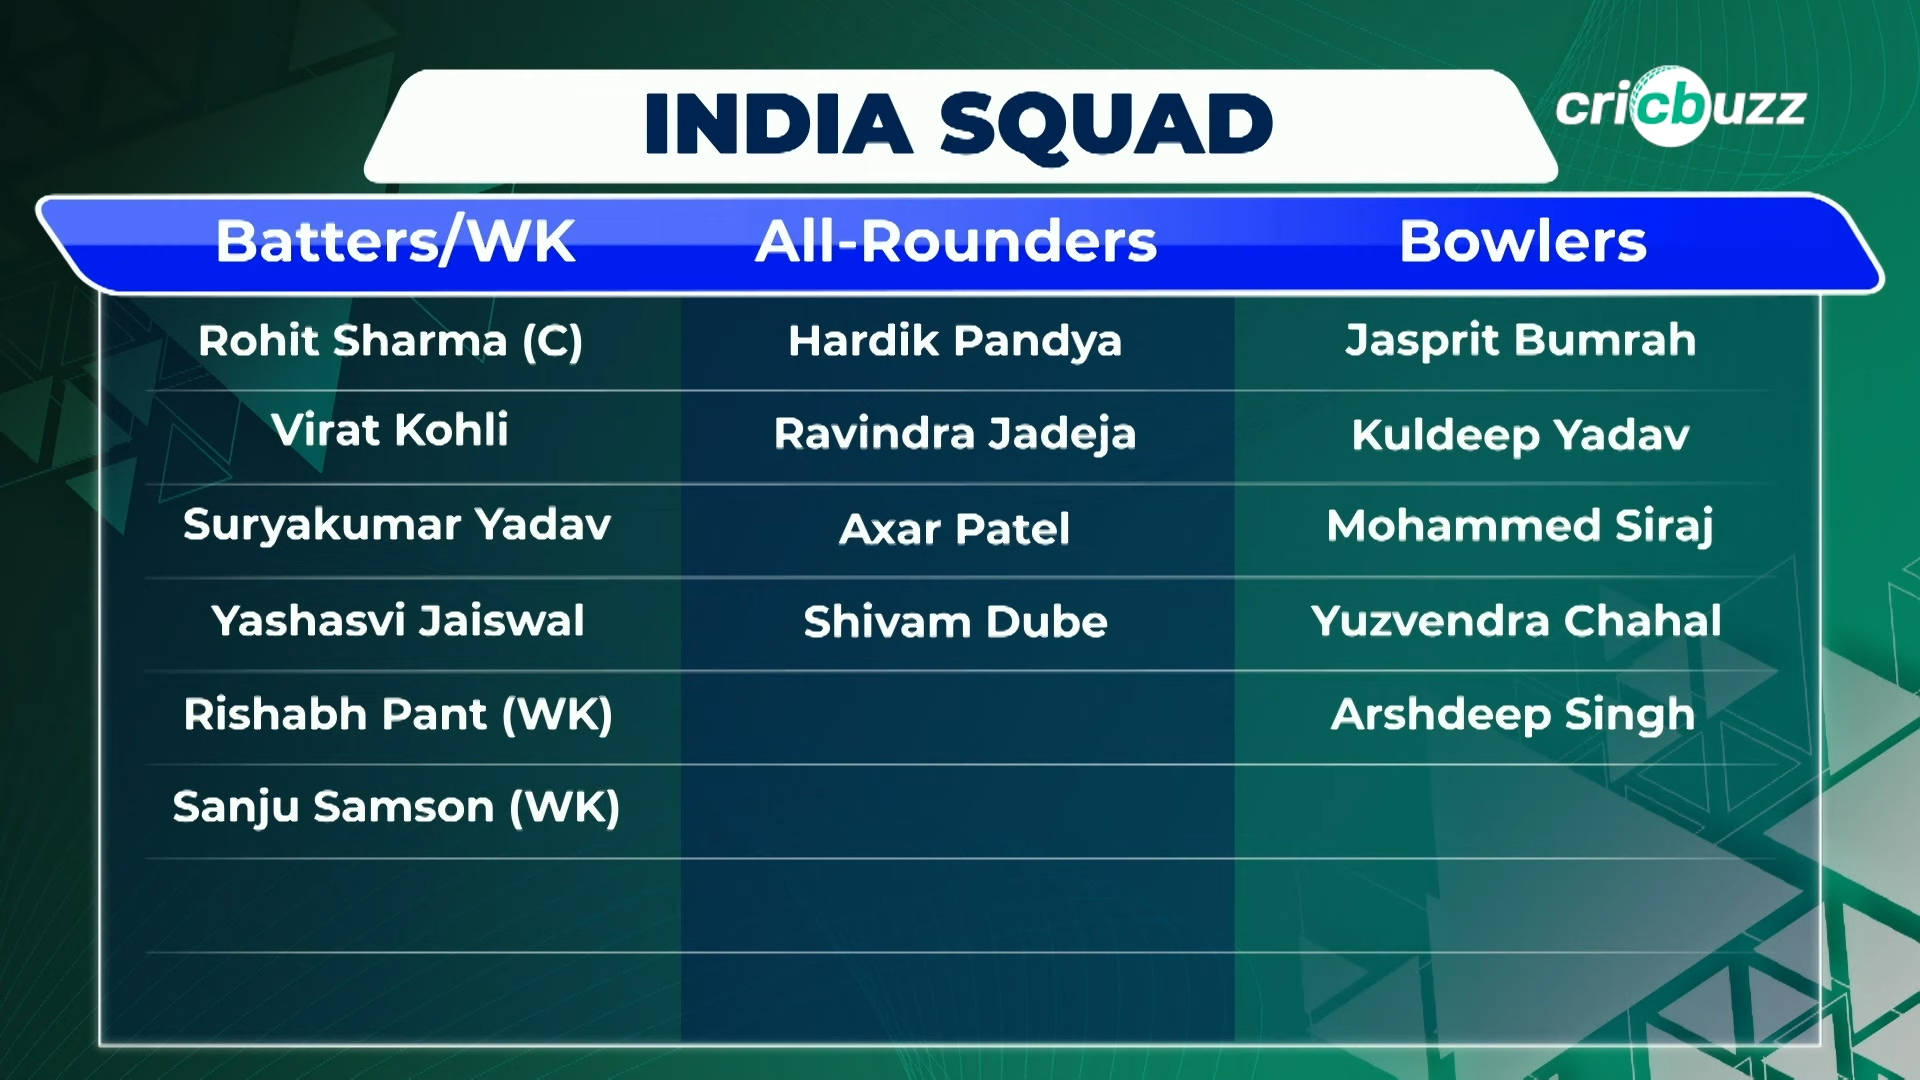 INDIA SQUAD
cricbuzz
Batters/WK All-Rounders Bowlers
Rohit Sharma (C) Hardik Pandya Jasprit Bumrah
Virat Kohli Ravindra Jadeja Kuldeep Yadav
Suryakumar Yadav Axar Patel Mohammed Siraj
Yashasvi Jaiswal Shivam Dube Yuzvendra Chahal
Rishabh Pant (WK) Arshdeep Singh
Sanju Samson (WK)